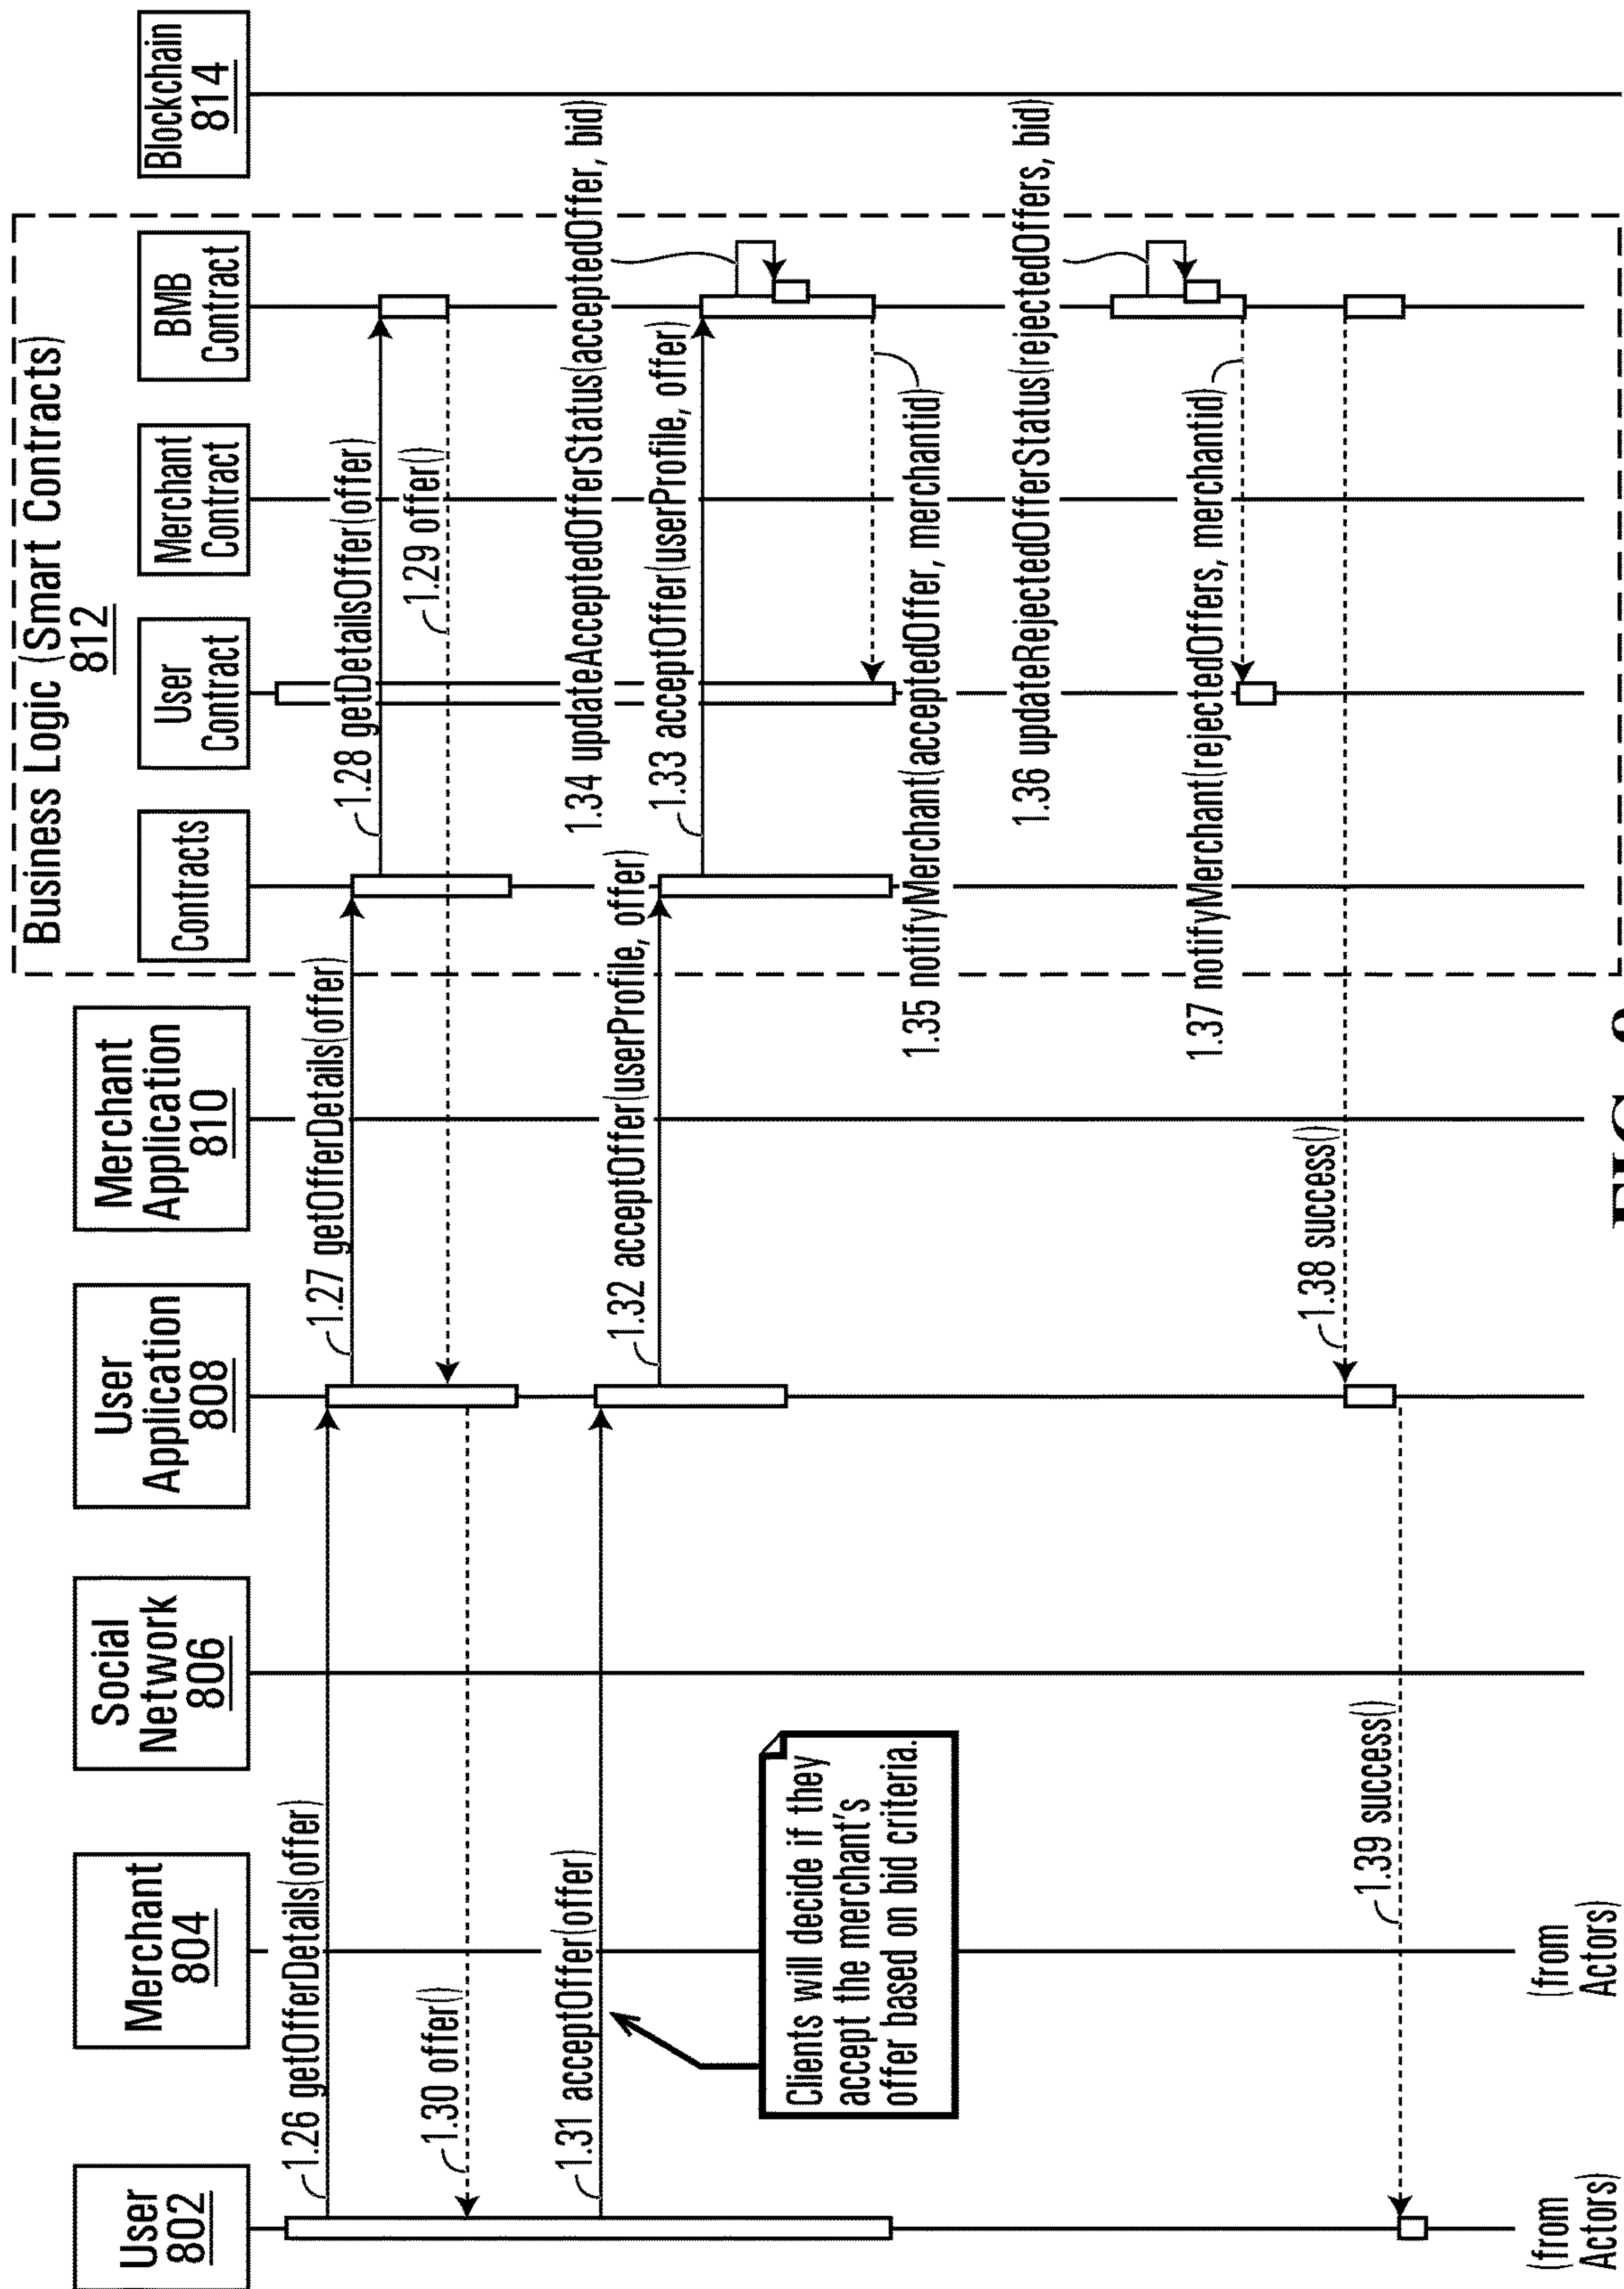 User
802
Merchant
804
Social
Network
806
User
Application
808
Merchant
Application
810
Business Logic (Smart Contracts)
812
Contracts
User
Contract
Merchant
Contract
BMB
Contract
Blockchain
814
1.26 getOfferDetails(offer)
1.27 getOfferDetails(offer)
1.28 getDetailsOffer(offer)
1.29 offer()
1.30 offer()
1.31 acceptOffer(offer)
1.32 acceptOffer(userProfile, offer)
1.34 updateAcceptedOfferStatus(acceptedOffer, bid)
1.33 acceptOffer(userProfile, offer)
Clients will decide if they
accept the merchant's
offer based on bid criteria.
1.35 notifyMerchant(acceptedOffer, merchantid)
1.36 updateRejectedOfferStatus(rejectedOffers, bid)
1.37 notifyMerchant(rejectedOffers, merchantid)
1.38 success()
1.39 success()
(from
Actors)
(from
Actors)